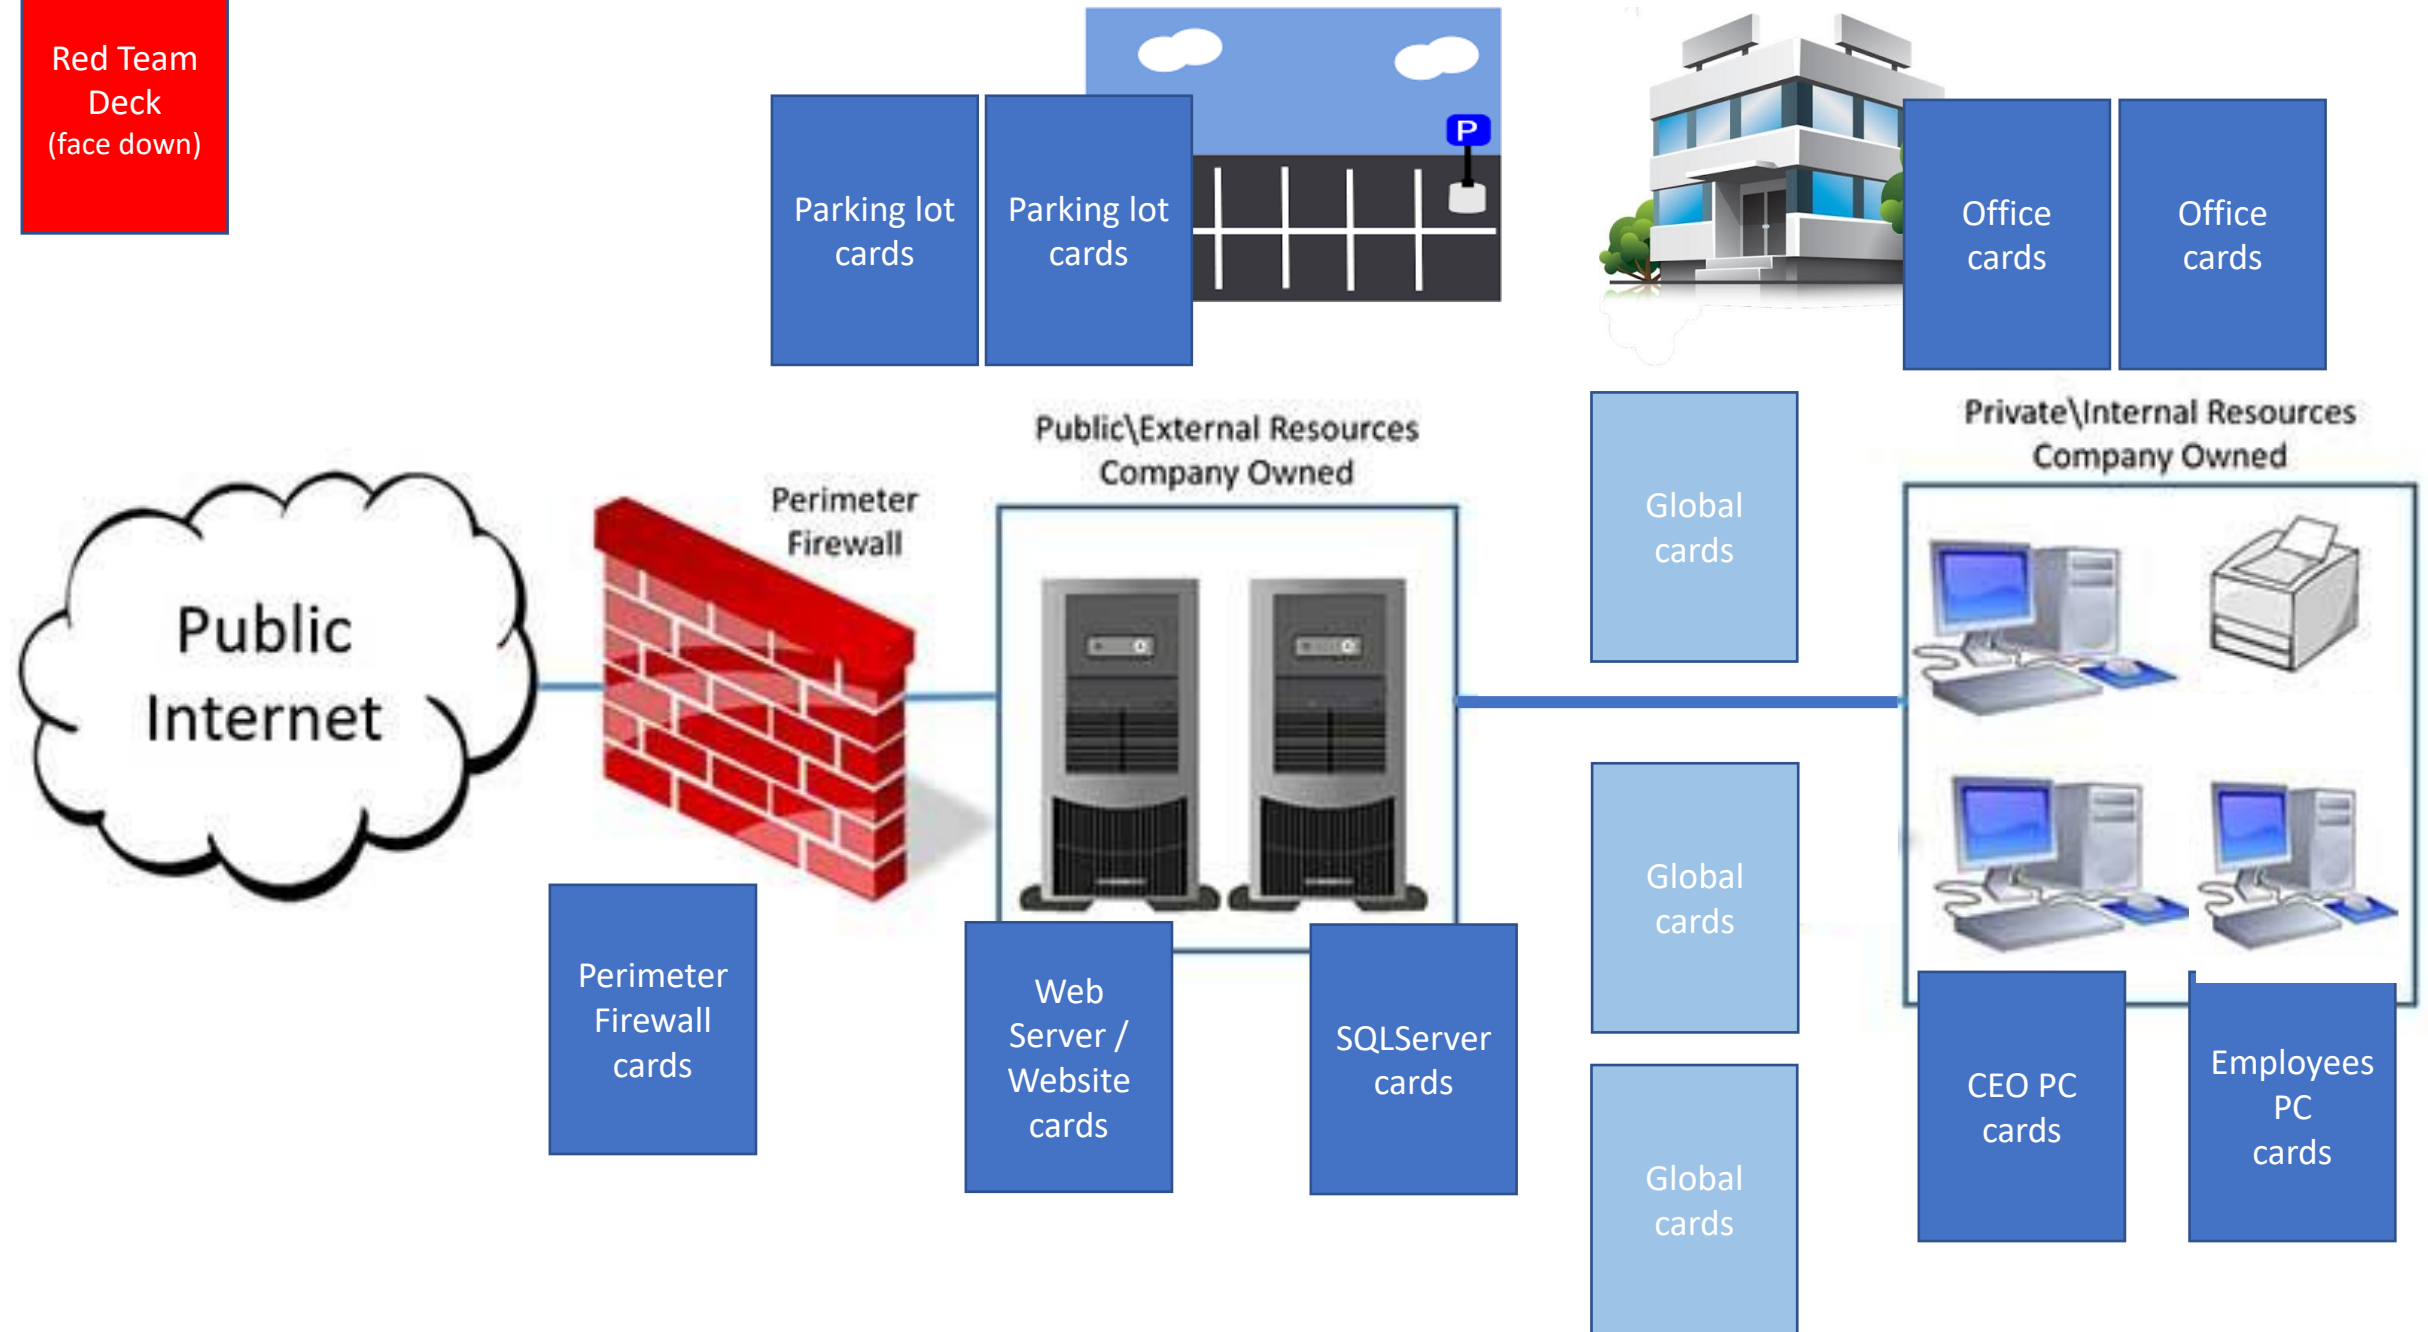 Red Team
Deck
(face down)
Parking lot
cards
Parking lot
cards
P
Office
cards
Office
cards
Public\External Resources
Company Owned
Private\Internal Resources
Company Owned
Perimeter
Firewall
Global
cards
Public
Internet
Global
cards
Perimeter
Firewall
cards
Web
Server /
Website
cards
SQLServer
cards
CEO PC
cards
Employees
PC
cards
Global
cards